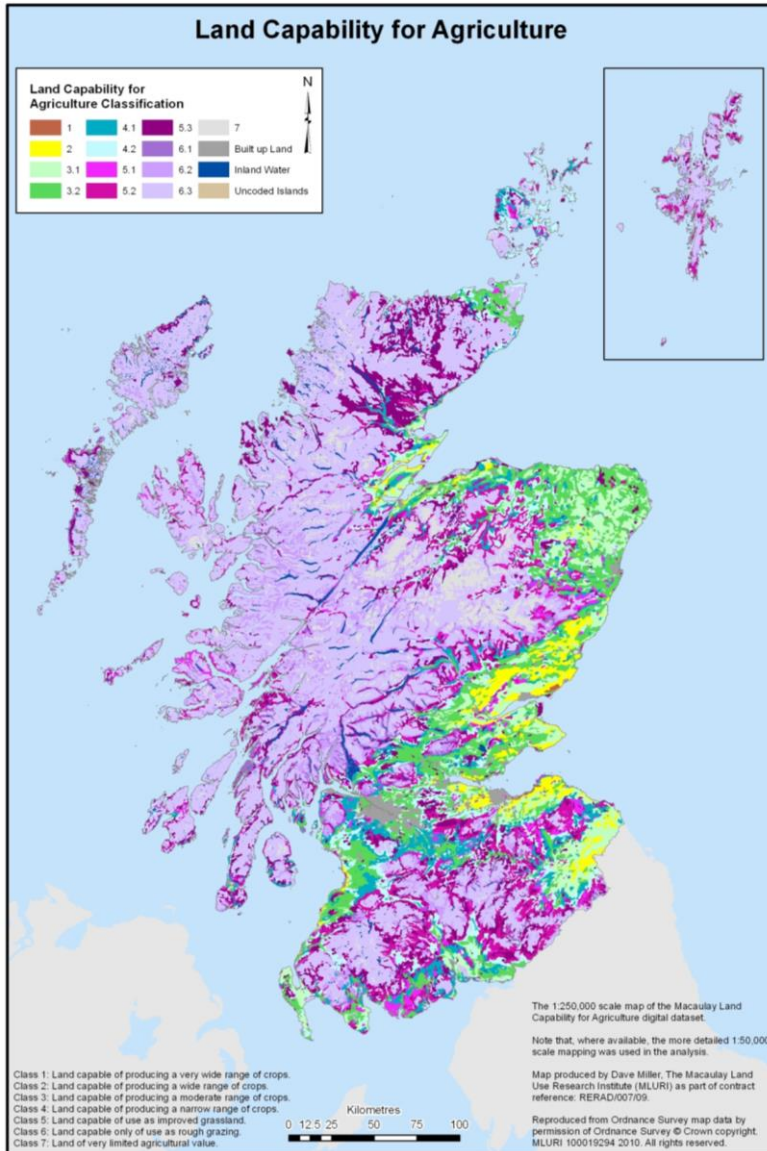 Land Capability for Agriculture
Land Capability for
Agriculture Classification
N
1
4.1
5.3
7
2
4.2
6.1
Built up Land
3.1
5.1
6.2
Inland Water
3.2
5.2
6.3
Uncoded Islands
The 1:250,000 scale map of the Macaulay Land
Capability for Agriculture digital dataset.
Note that, where available, the more detailed 1:50,000
scale mapping was used in the analysis.
Map produced by Dave Miller, The Macaulay Land
Use Research Institute (MLURI) as part of contract
reference: RERAD/007/09.
Reproduced from Ordnance Survey map data by
permission of Ordnance Survey © Crown copyright.
MLURI 100019294 2010. All rights reserved.
Class 1: Land capable of producing a very wide range of crops.
Class 2: Land capable of producing a wide range of crops.
Class 3: Land capable of producing a moderate range of crops.
Class 4: Land capable of producing a narrow range of crops.
Class 5: Land capable of use as improved grassland.
Class 6: Land capable only of use as rough grazing.
Class 7: Land of very limited agricultural value.
Kilometres
0 12.5 25 50 75 100